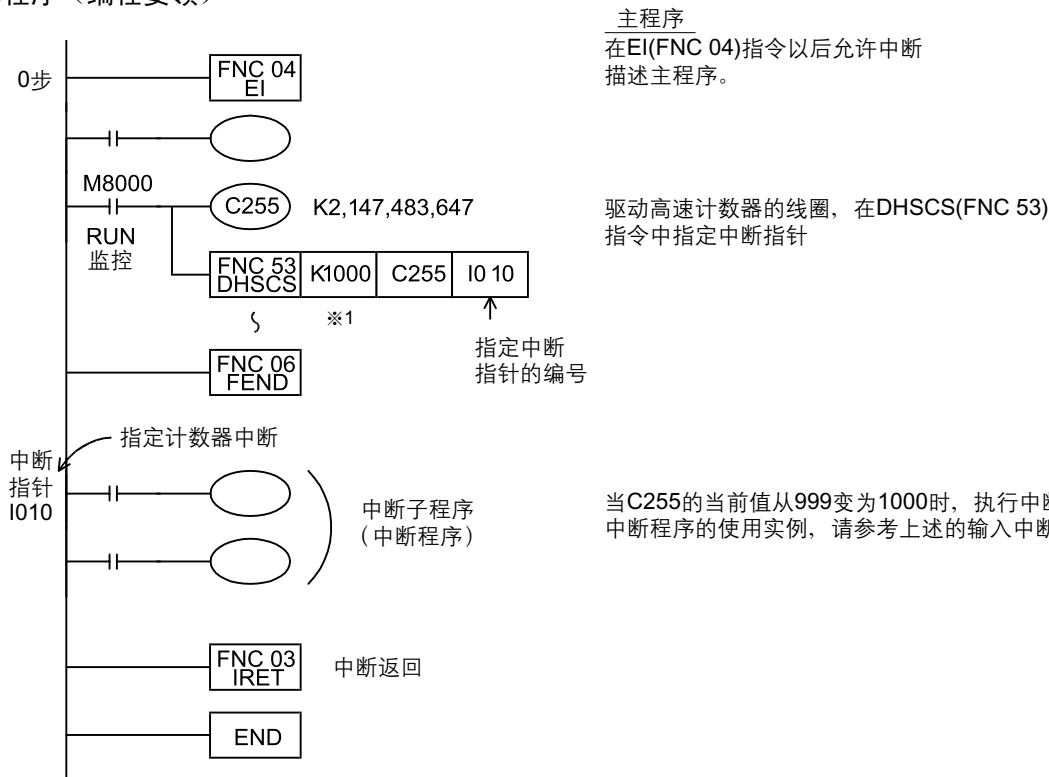 主程序
在EI(FNC 04)指令以后允许中断
描述主程序。
0步
FNC 04
EI
M8000
RUN
监控
C255
K2,147,483,647
驱动高速计数器的线圈，在DHSCS(FNC 53)
指令中指定中断指针
FNC 53
DHSCS
K1000
C255
I0 10
※1
指定中断
指针的编号
FNC 06
FEND
指定计数器中断
中断
指针
I010
中断子程序
（中断程序）
当C255的当前值从999变为1000时，执行中断
中断程序的使用实例，请参考上述的输入中断
FNC 03
IRET
中断返回
END